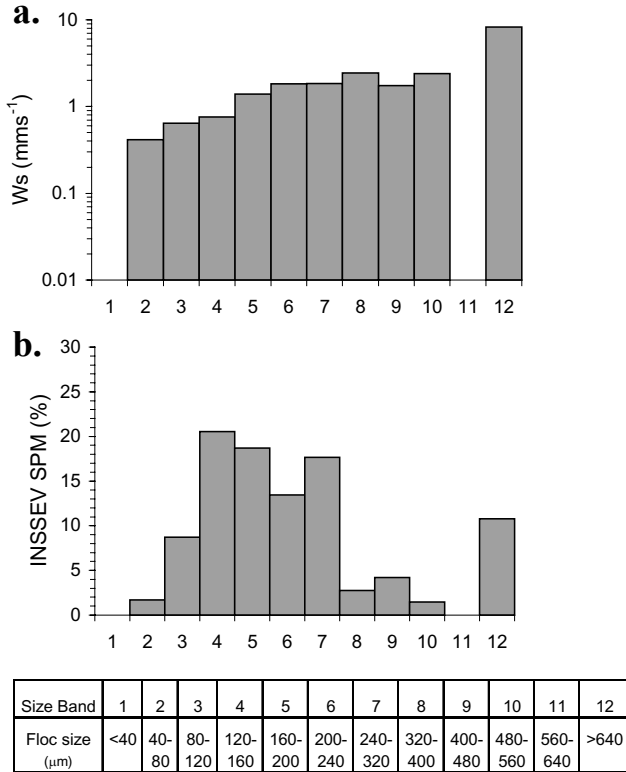 a.
Ws (mms⁻¹)
10
1
0.1
0.01
1 2 3 4 5 6 7 8 9 10 11 12
b.
INSSEV SPM (%)
30
25
20
15
10
5
0
1 2 3 4 5 6 7 8 9 10 11 12
Size Band 1 2 3 4 5 6 7 8 9 10 11 12
Floc size (μm) <40 40-80 80-120 120-160 160-200 200-240 240-320 320-400 400-480 480-560 560-640 >640